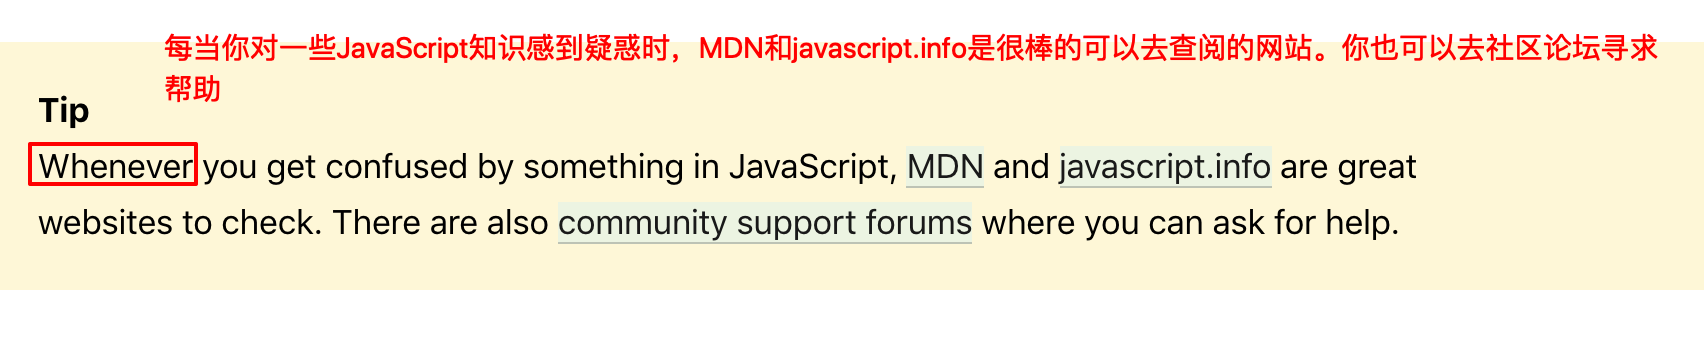 每当你对一些JavaScript知识感到疑惑时，MDN和javascript.info是很棒的可以去查阅的网站。你也可以去社区论坛寻求
帮助
Tip
Whenever you get confused by something in JavaScript, MDN and javascript.info are great
websites to check. There are also community support forums where you can ask for help.